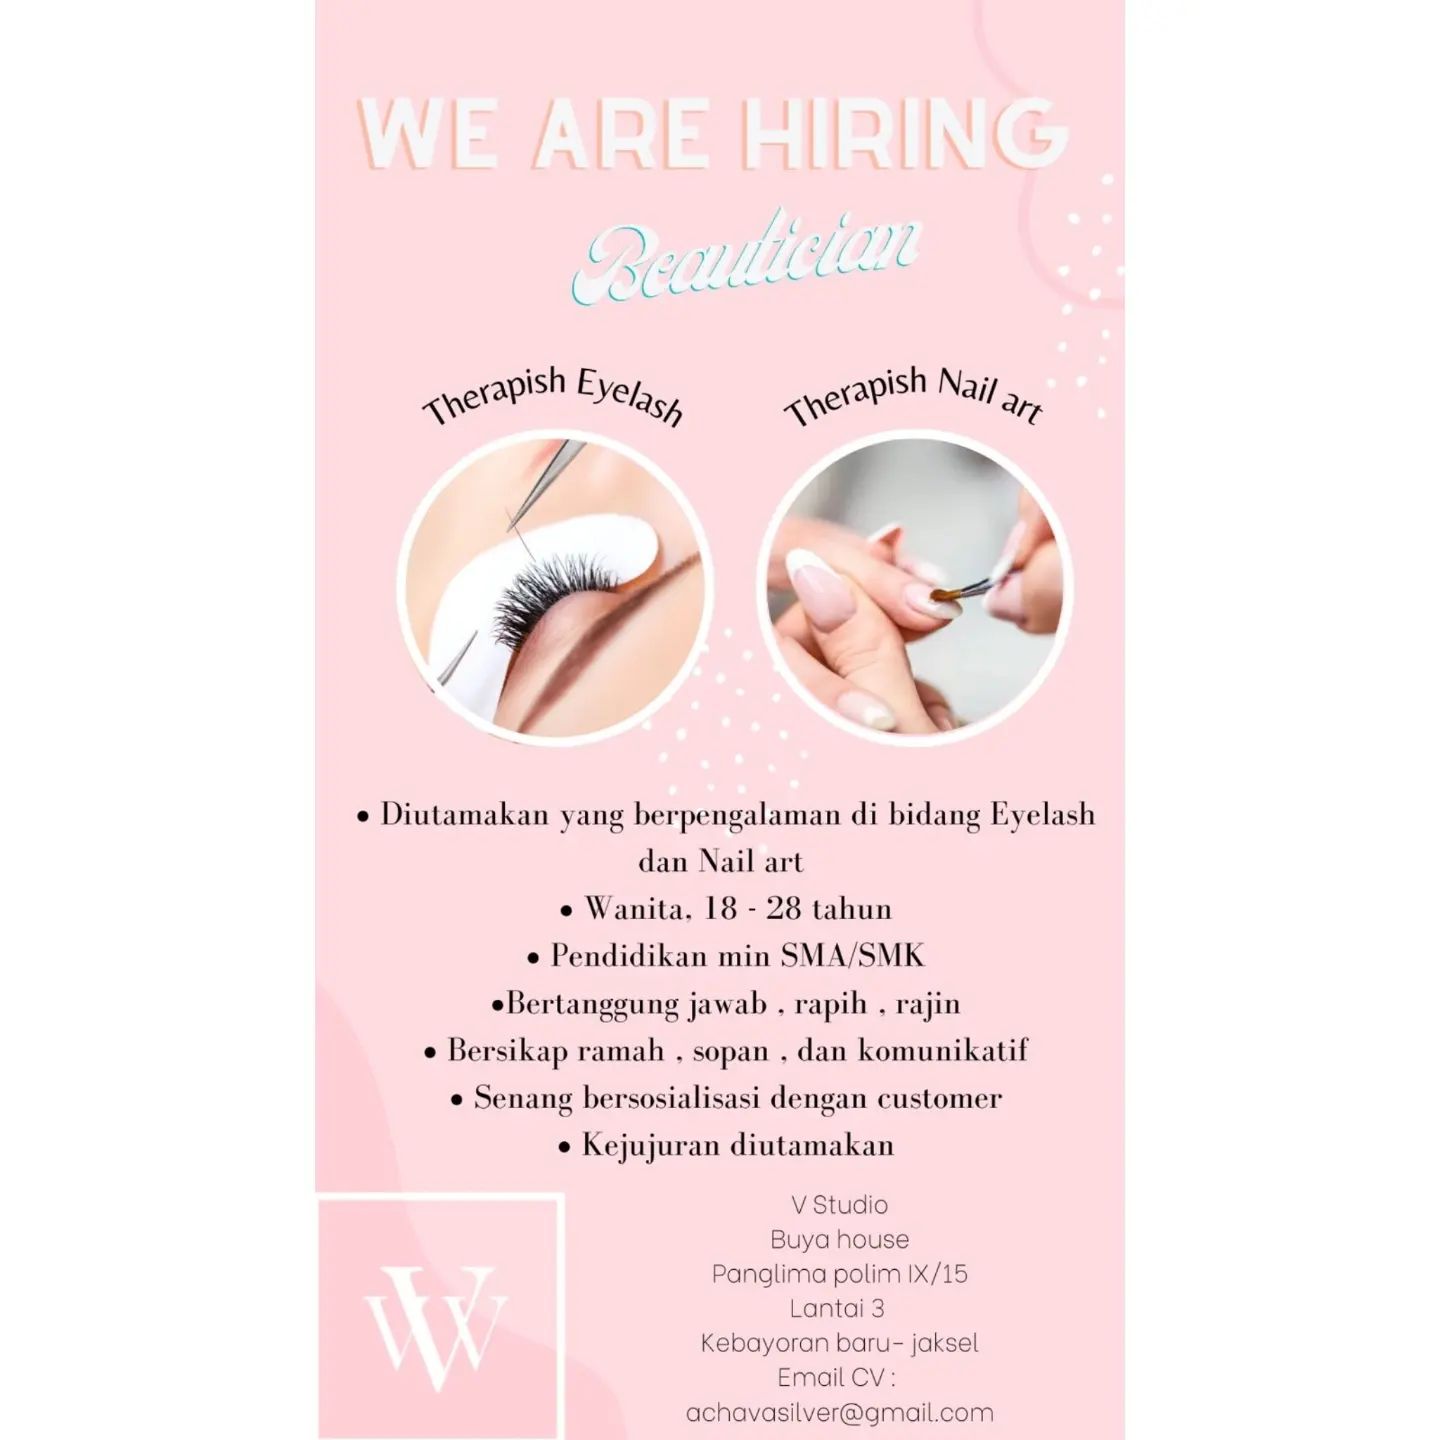 WE ARE HIRING
Beautician
Therapish Eyelash
Therapish Nail art
• Diutamakan yang berpengalaman di bidang Eyelash
dan Nail art
• Wanita, 18 - 28 tahun
• Pendidikan min SMA/SMK
•Bertanggung jawab , rapih , rajin
• Bersikap ramah , sopan , dan komunikatif
• Senang bersosialisasi dengan customer
• Kejujuran diutamakan
V Studio
Buya house
Panglima polim IX/15
Lantai 3
Kebayoran baru- jaksel
Email CV :
achavasilver@gmail.com